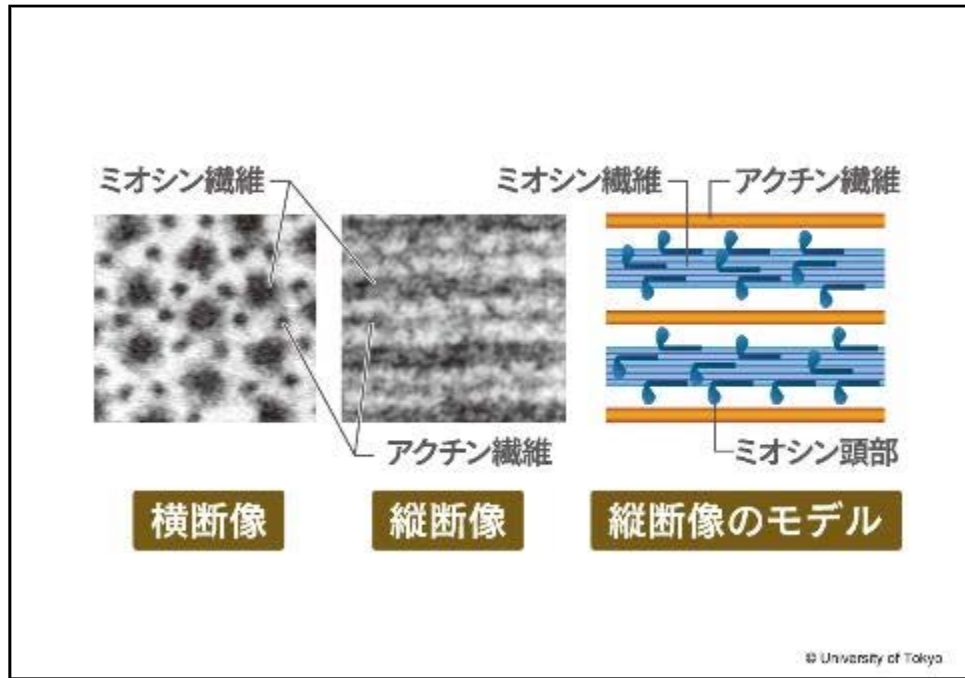 ミオシン繊維
ミオシン繊維
アクチン繊維
アクチン繊維
ミオシン頭部
横断像
縦断像
縦断像のモデル
© University of Tokyo